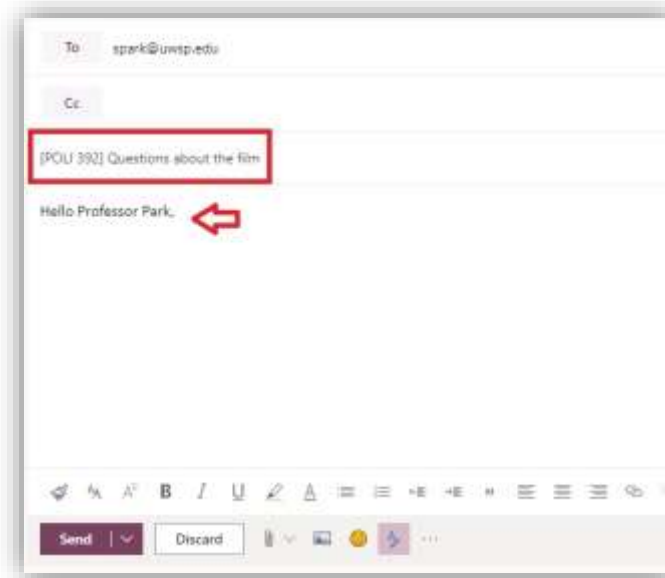 To spark@uwsp.edu
Cc
[POLI 392] Questions about the film
Hello Professor Park,
B I U A
Send Discard